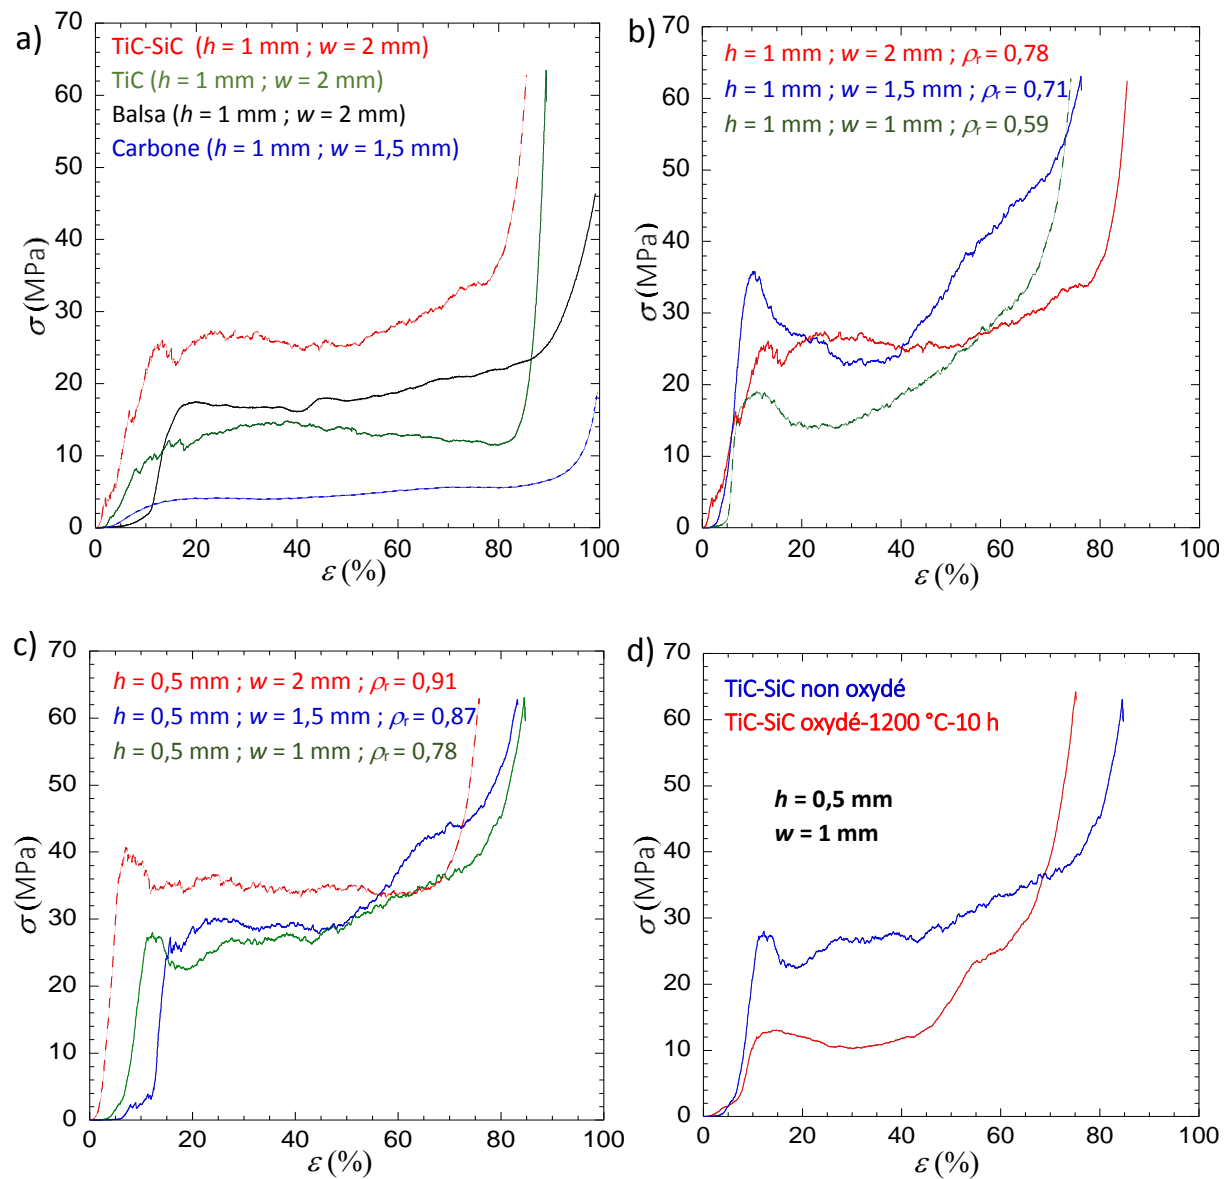 a)
TiC-SiC (h = 1 mm ; w = 2 mm)
TiC (h = 1 mm ; w = 2 mm)
Balsa (h = 1 mm ; w = 2 mm)
Carbone (h = 1 mm ; w = 1,5 mm)
70
60
50
40
30
20
10
0
σ (MPa)
0 20 40 60 80 100
ε (%)
b)
h = 1 mm ; w = 2 mm ; ρr = 0,78
h = 1 mm ; w = 1,5 mm ; ρr = 0,71
h = 1 mm ; w = 1 mm ; ρr = 0,59
70
60
50
40
30
20
10
0
σ (MPa)
0 20 40 60 80 100
ε (%)
c)
h = 0,5 mm ; w = 2 mm ; ρr = 0,91
h = 0,5 mm ; w = 1,5 mm ; ρr = 0,87
h = 0,5 mm ; w = 1 mm ; ρr = 0,78
70
60
50
40
30
20
10
0
σ (MPa)
0 20 40 60 80 100
ε (%)
d)
TiC-SiC non oxydé
TiC-SiC oxydé-1200 °C-10 h
h = 0,5 mm
w = 1 mm
70
60
50
40
30
20
10
0
σ (MPa)
0 20 40 60 80 100
ε (%)